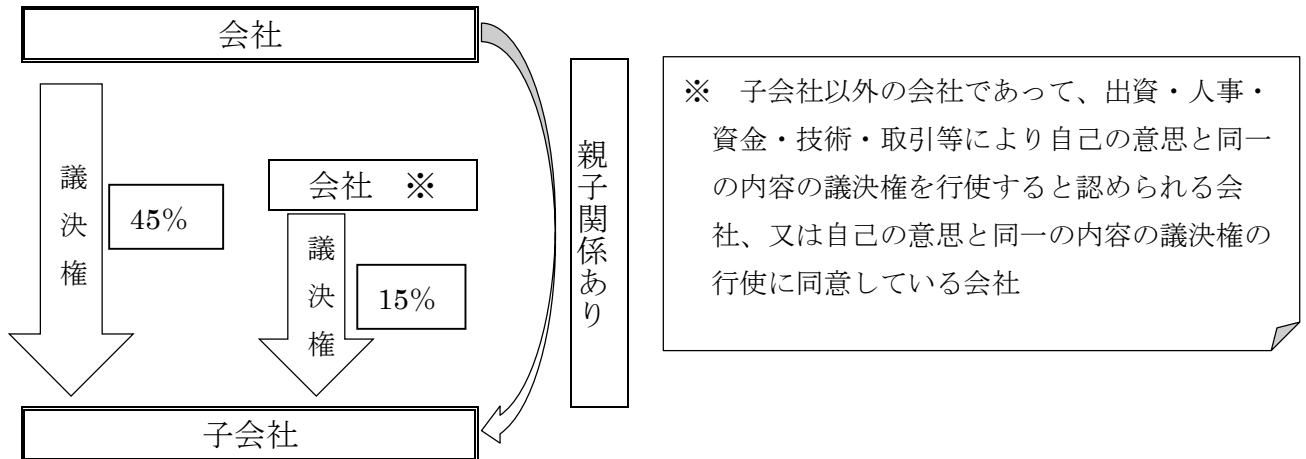 会社
議決権
45%
会社 ※
議決権
15%
親子関係あり
子会社
※ 子会社以外の会社であって、出資・人事・
資金・技術・取引等により自己の意思と同一
の内容の議決権を行使すると認められる会
社、又は自己の意思と同一の内容の議決権の
行使に同意している会社